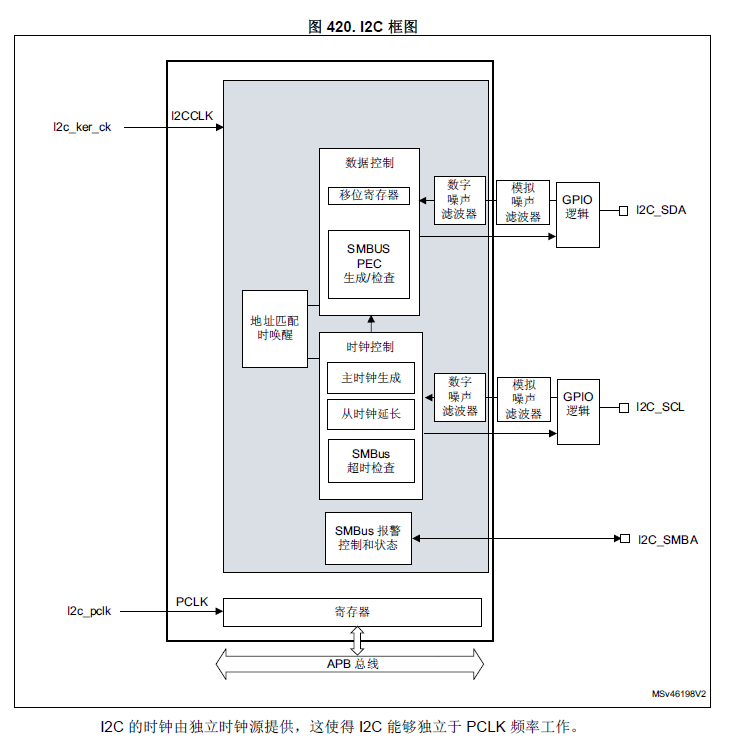 图 420. I2C 框图
I2c_ker_ck
I2CCLK
数据控制
移位寄存器
SMBUS
PEC
生成/检查
数字
噪声
滤波器
模拟
噪声
滤波器
GPIO
逻辑
I2C_SDA
地址匹配
时唤醒
时钟控制
主时钟生成
从时钟延长
SMBus
超时检查
数字
噪声
滤波器
模拟
噪声
滤波器
GPIO
逻辑
I2C_SCL
SMBus 报警
控制和状态
I2C_SMBA
I2c_pclk
PCLK
寄存器
APB 总线
MSv46198V2
I2C 的时钟由独立时钟源提供，这使得 I2C 能够独立于 PCLK 频率工作。